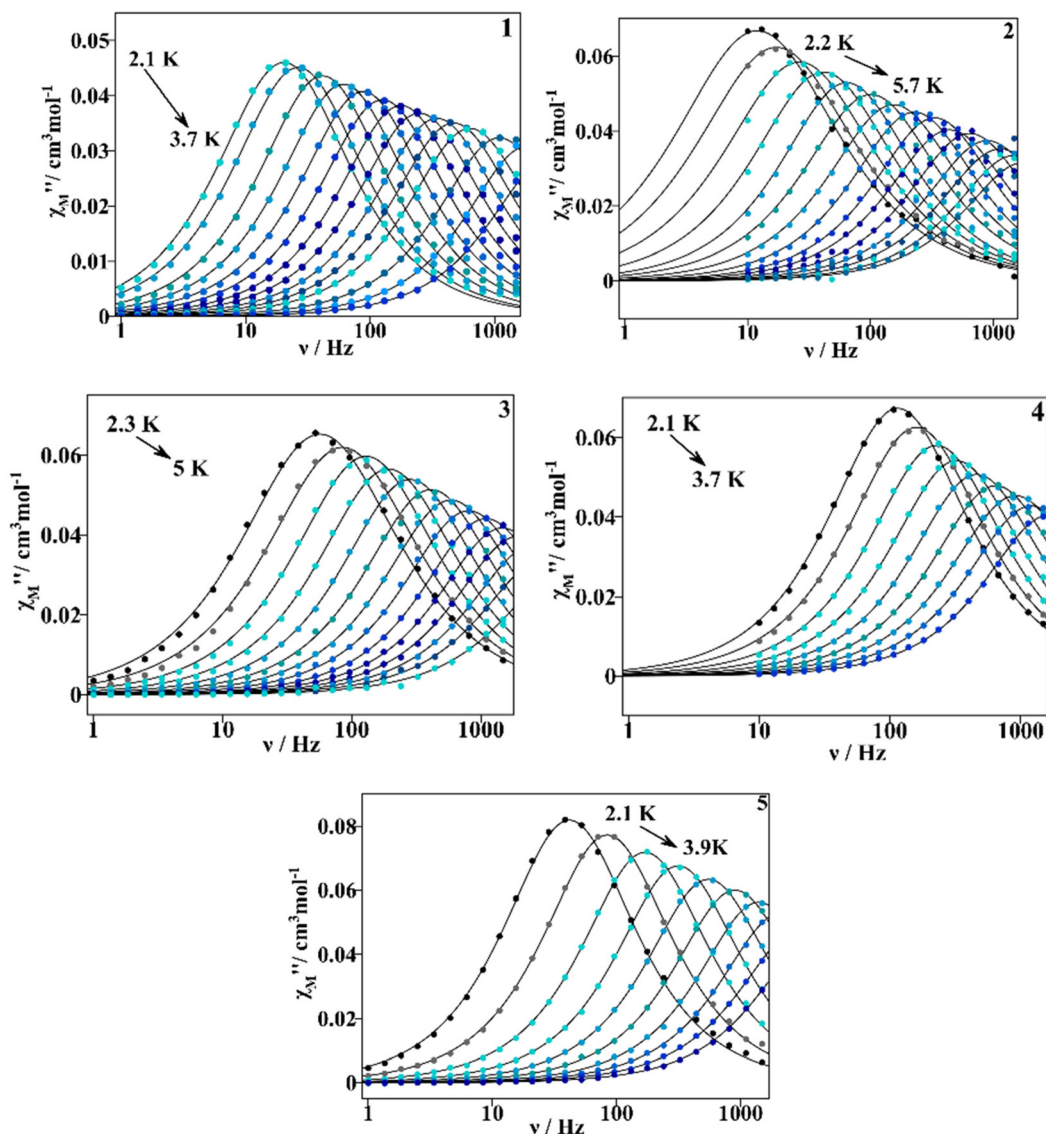 1
2.1 K
3.7 K
χM''/ cm³mol⁻¹
0.05
0.04
0.03
0.02
0.01
0
1 10 100 1000
ν / Hz
2
2.2 K
5.7 K
χM''/ cm³mol⁻¹
0.06
0.04
0.02
0
1 10 100 1000
ν / Hz
3
2.3 K
5 K
χM''/ cm³mol⁻¹
0.06
0.04
0.02
0
1 10 100 1000
ν / Hz
4
2.1 K
3.7 K
χM''/ cm³mol⁻¹
0.06
0.04
0.02
0
1 10 100 1000
ν / Hz
5
2.1 K
3.9K
χM''/ cm³mol⁻¹
0.08
0.06
0.04
0.02
0
1 10 100 1000
ν / Hz